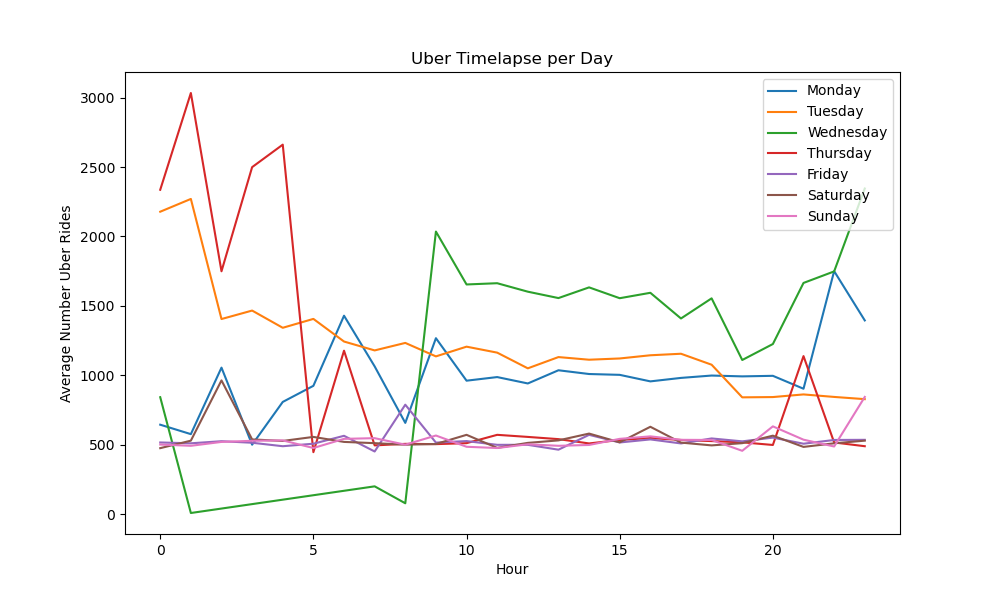 Uber Timelapse per Day
Average Number Uber Rides
3000
2500
2000
1500
1000
500
0
0
5
10
15
20
Hour
Monday
Tuesday
Wednesday
Thursday
Friday
Saturday
Sunday